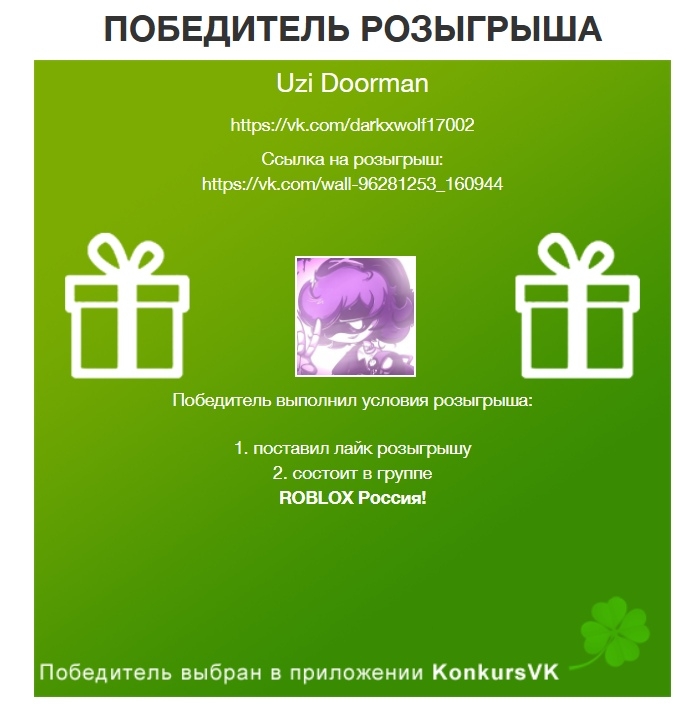 ПОБЕДИТЕЛЬ РОЗЫГРЫША
Uzi Doorman
https://vk.com/darkxwolf17002
Ссылка на розыгрыш:
https://vk.com/wall-96281253_160944
Победитель выполнил условия розыгрыша:
1. поставил лайк розыгрышу
2. состоит в группе
ROBLOX Россия!
Победитель выбран в приложении KonkursVK